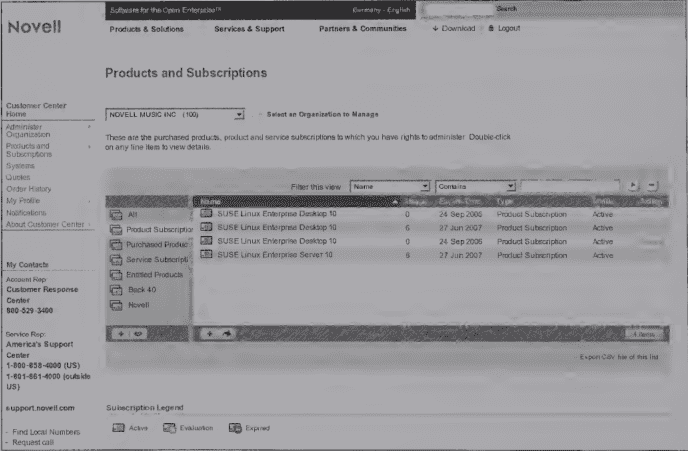 Novell
Software for the Open Enterprise™
Germany - English
Search
Products & Solutions
Services & Support
Partners & Communities
Download
Logout
Products and Subscriptions
Customer Center
Home
Administer
Organization
Products and
Subscriptions
Systems
Quotes
Order History
My Profile
Notifications
About Customer Center
NOVELL MUSIC INC (100)
Select an Organization to Manage
These are the purchased products, product and service subscriptions to which you have rights to administer. Double-click
on any line item to view details.
Filter this view
Name
Contains
Name
Type
All
Product Subscription
Purchased Produc
Service Subscripti
Entitled Products
Back 40
Novell
SUSE Linux Enterprise Desktop 10 0 24 Sep 2006 Product Subscription Active
SUSE Linux Enterprise Desktop 10 6 27 Jun 2007 Product Subscription Active
SUSE Linux Enterprise Desktop 10 0 24 Sep 2006 Product Subscription Active
SUSE Linux Enterprise Server 10 27 Jun 2007 Product Subscription Active
4 items
Export CSV file of this list
My Contacts
Account Rep:
Customer Response
Center
800-529-3400
Service Rep:
America's Support
Center
1-800-858-4000 (US)
1-801-861-4000 (outside
US)
support.novell.com
- Find Local Numbers
- Request call
Subscription Legend
Active
Evaluation
Expired